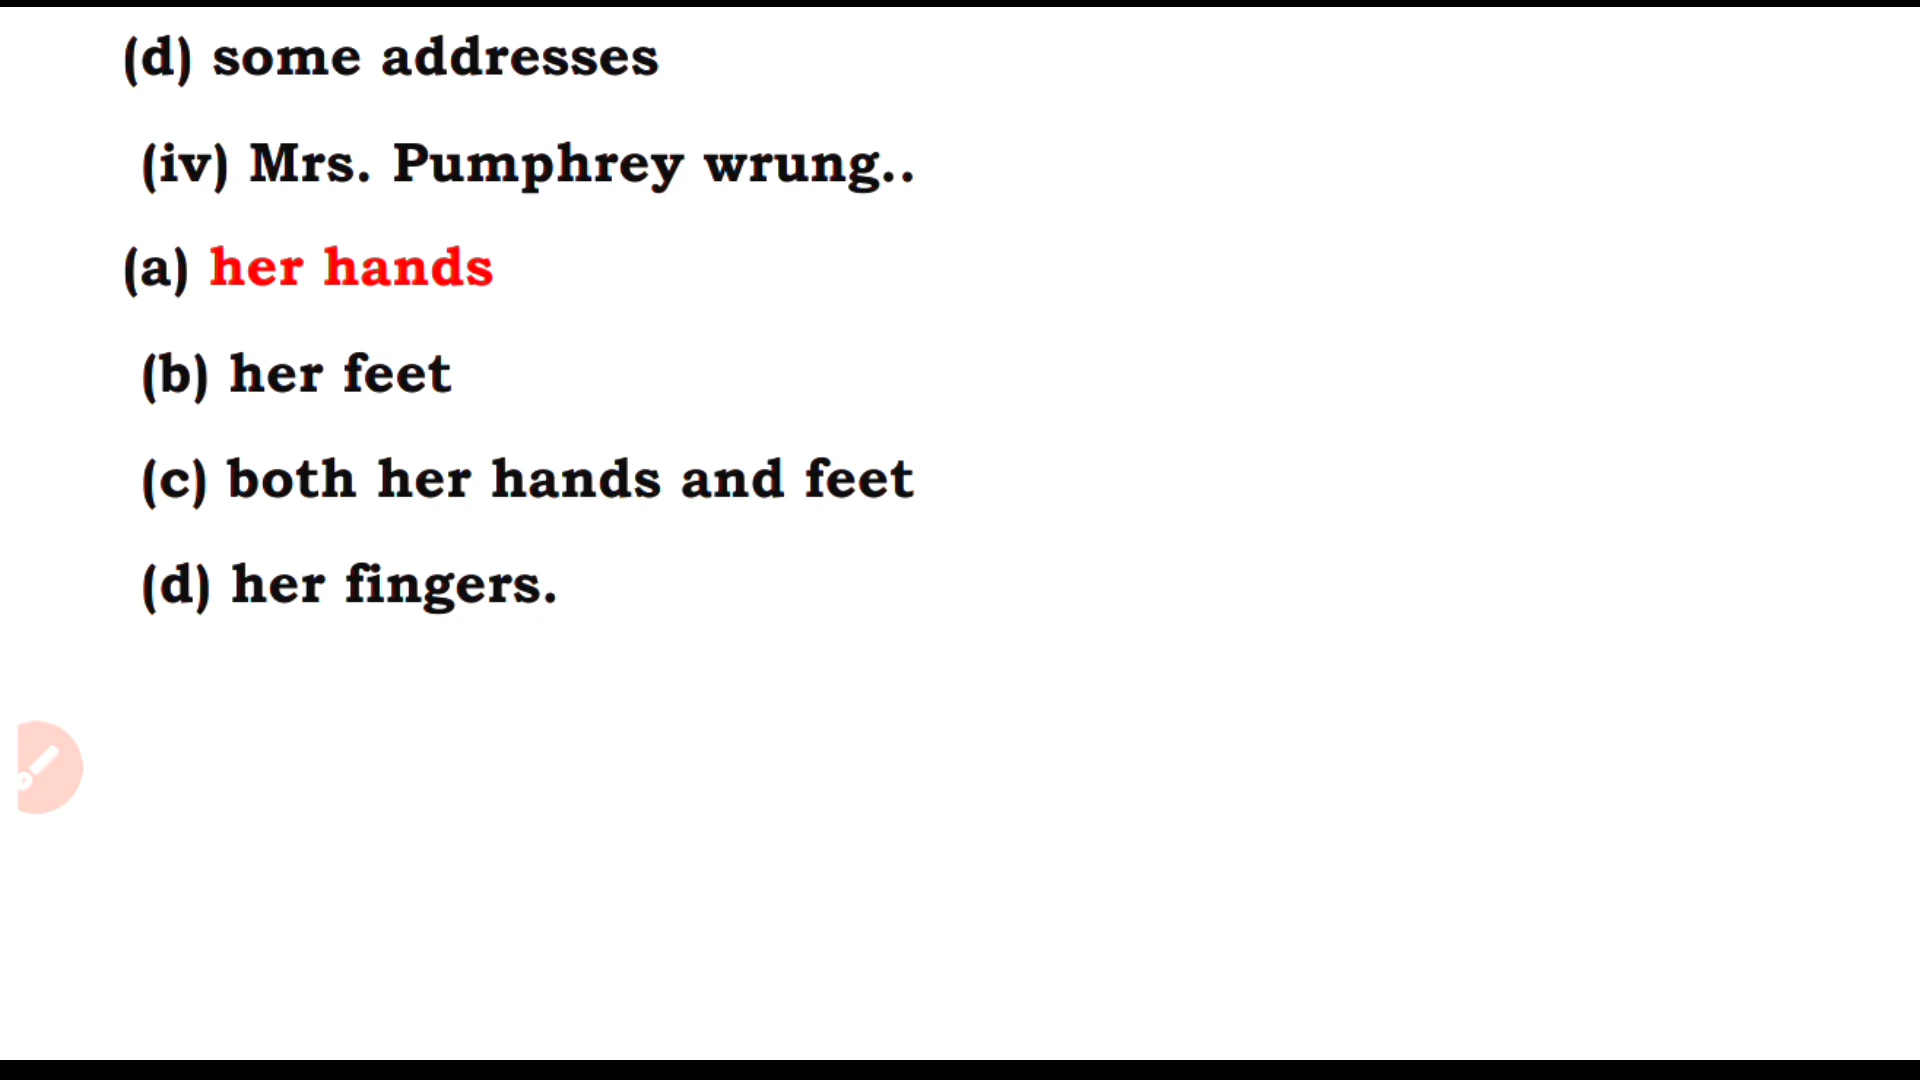 (d) some addresses
(iv) Mrs. Pumphrey wrung..
(a) her hands
(b) her feet
(c) both her hands and feet
(d) her fingers.